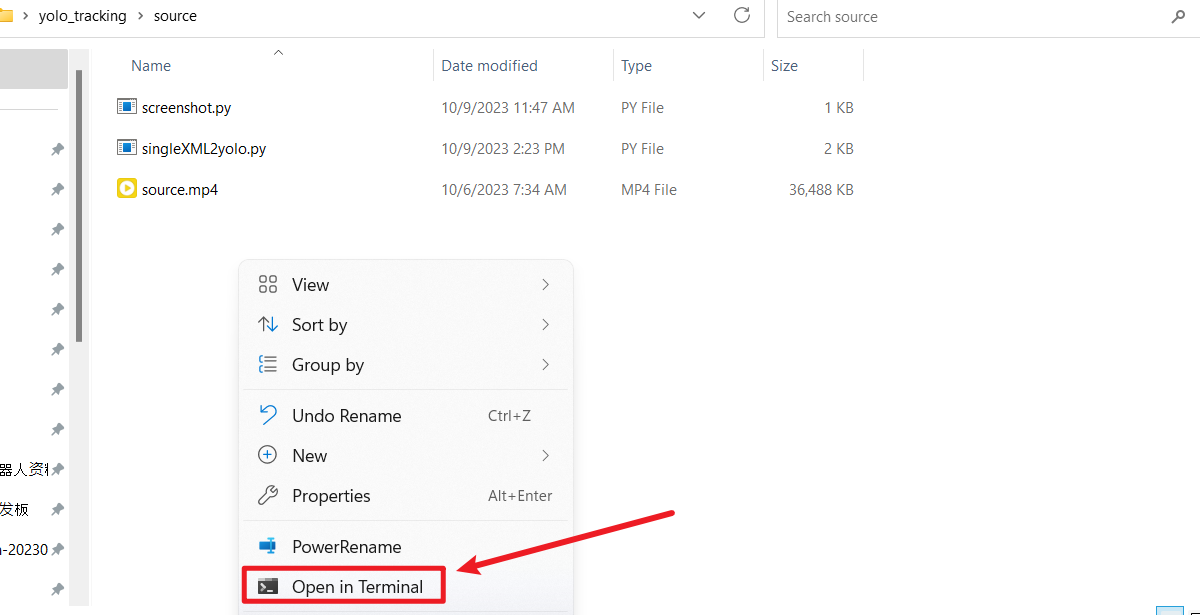 yolo_tracking source Search source
Name Date modified Type Size
screenshot.py 10/9/2023 11:47 AM PY File 1 KB
singleXML2yolo.py 10/9/2023 2:23 PM PY File 2 KB
source.mp4 10/6/2023 7:34 AM MP4 File 36,488 KB
View
Sort by
Group by
Undo Rename Ctrl+Z
New
Properties Alt+Enter
PowerRename
Open in Terminal
器人资料
发板
-20230